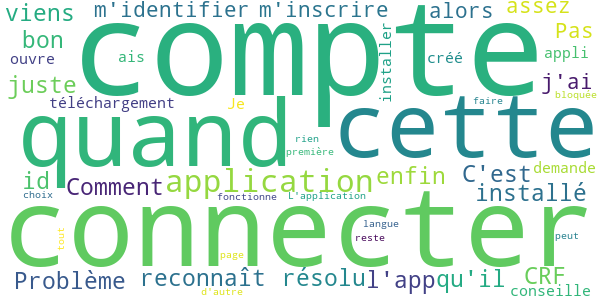 viens m'identifier m'inscrire alors assez
bon compte Pas
ouvre ais installer créé appli
juste j'ai
téléchargement Je faire bloquée
quand cette
rien
première
id Comment application enfin C'est demande
choix fonctionne L'application installé
connecter
tout langue
reste peut
page
Problème reconnaît résolu l'app qu'il CRF
d'autre conseille